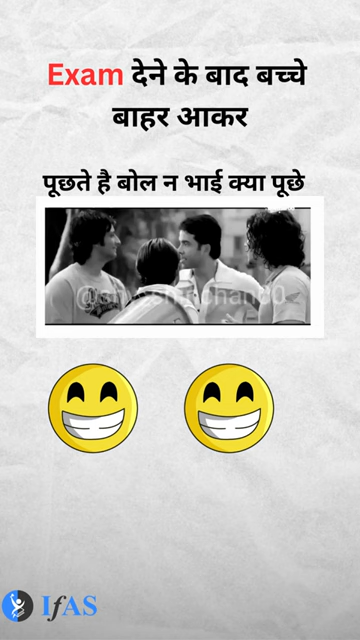 Exam देने के बाद बच्चे
बाहर आकर
पूछते है बोल न भाई क्या पूछे
IfAS